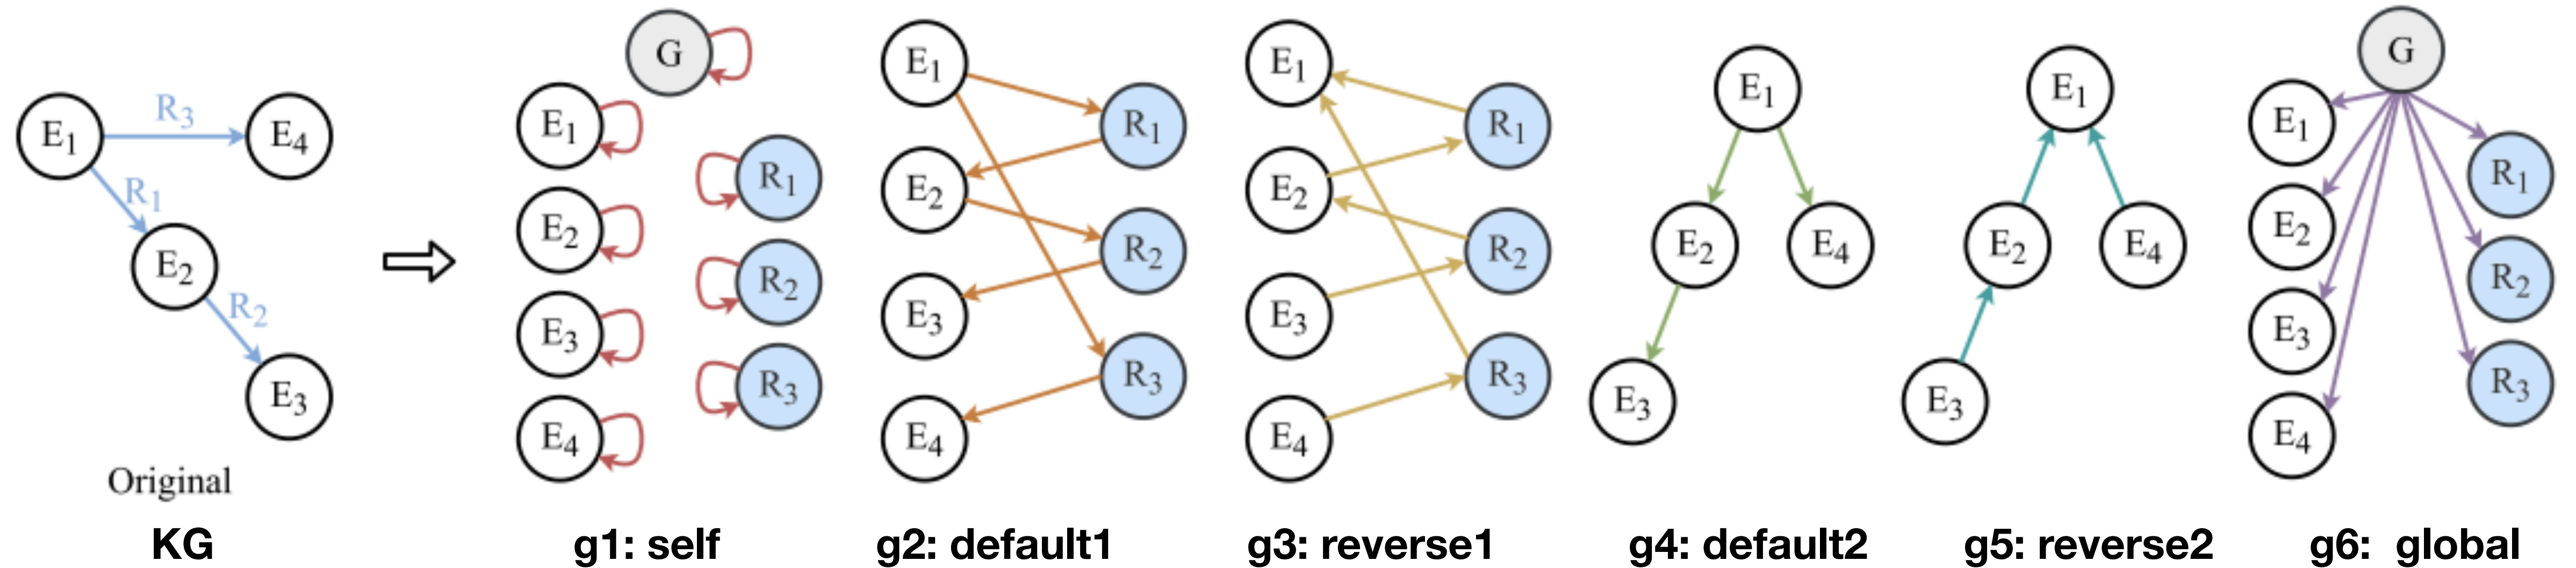 E1
R3
E4
R1
E2
R2
E3
Original
KG
G
E1
R1
E2
R2
E3
R3
E4
g1: self
E1
R1
E2
R2
E3
R3
E4
g2: default1
E1
R1
E2
R2
E3
R3
E4
g3: reverse1
E1
E2
E4
E3
g4: default2
E1
E2
E4
E3
g5: reverse2
G
E1
R1
E2
R2
E3
R3
E4
g6: global